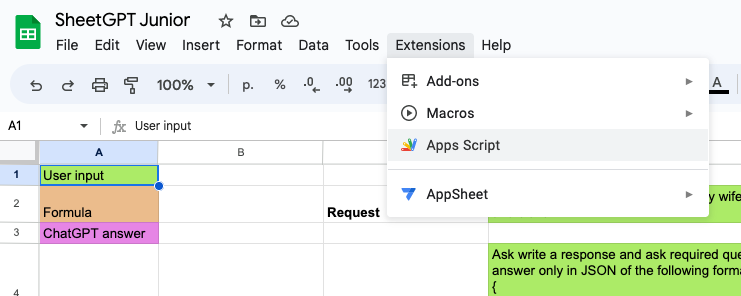 SheetGPT Junior
File Edit View Insert Format Data Tools Extensions Help
100% р. % .0 .00 123 A
Add-ons
Macros
Apps Script
AppSheet
A1 fx User input
A B
1 User input
2 Formula Request y wife
3 ChatGPT answer
4 Ask write a response and ask required que
answer only in JSON of the following forma
{